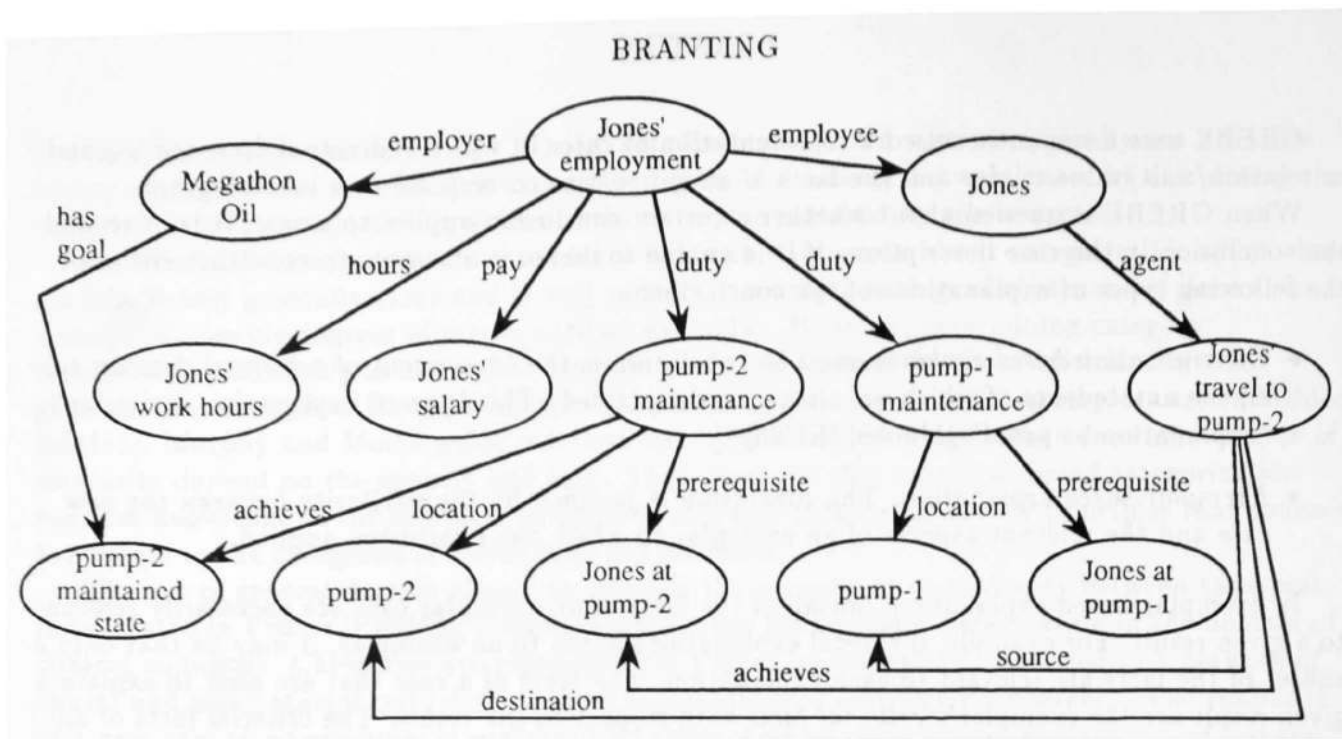 BRANTING
Jones'
employment
employer
employee
Megathon
Oil
Jones
has
goal
hours
pay
duty
duty
agent
Jones'
work hours
Jones'
salary
pump-2
maintenance
pump-1
maintenance
Jones'
travel to
pump-2
achieves
location
prerequisite
location
prerequisite
pump-2
maintained
state
pump-2
Jones at
pump-2
pump-1
Jones at
pump-1
source
achieves
destination